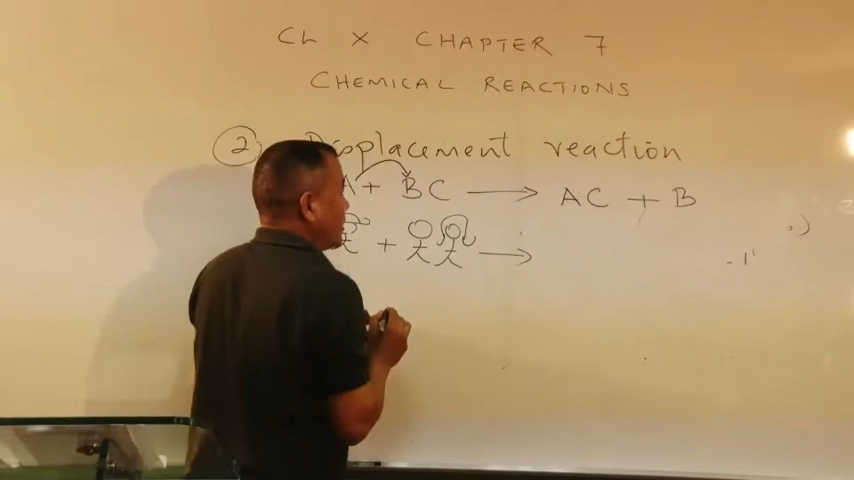 CL X CHAPTER 7
CHEMICAL REACTIONS
② Displacement reaction
A + BC → AC + B
+ →